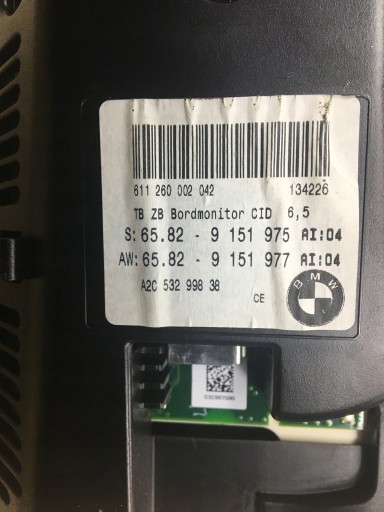 611 260 002 042 134226
TB ZB Bordmonitor CID 6,5
S: 65.82 - 9 151 975 AI:04
AW: 65.82 - 9 151 977 AI:04
A2C 532 998 38
CE
BMW